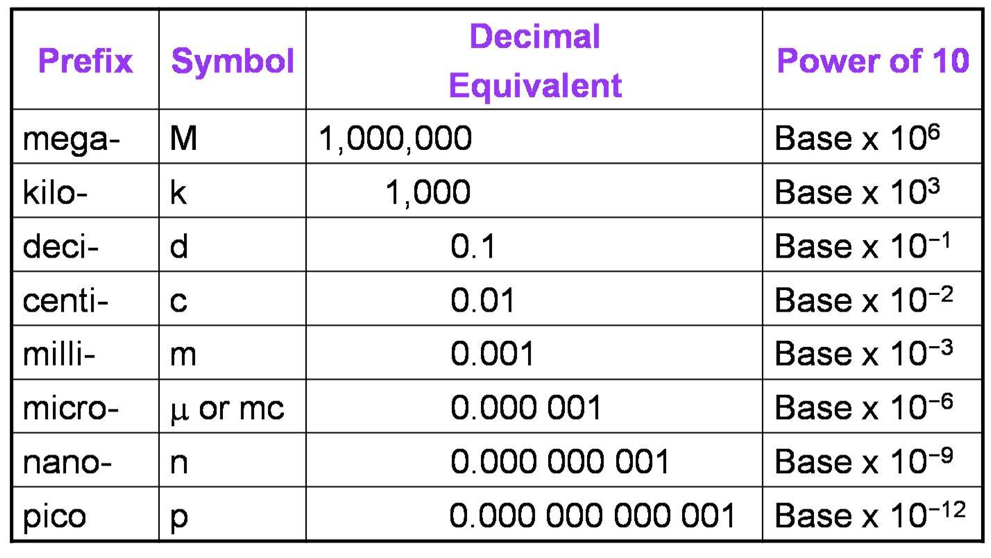 Prefix Symbol Decimal Equivalent Power of 10
mega- M 1,000,000 Base x 10⁶
kilo- k 1,000 Base x 10³
deci- d 0.1 Base x 10⁻¹
centi- c 0.01 Base x 10⁻²
milli- m 0.001 Base x 10⁻³
micro- μ or mc 0.000 001 Base x 10⁻⁶
nano- n 0.000 000 001 Base x 10⁻⁹
pico p 0.000 000 000 001 Base x 10⁻¹²